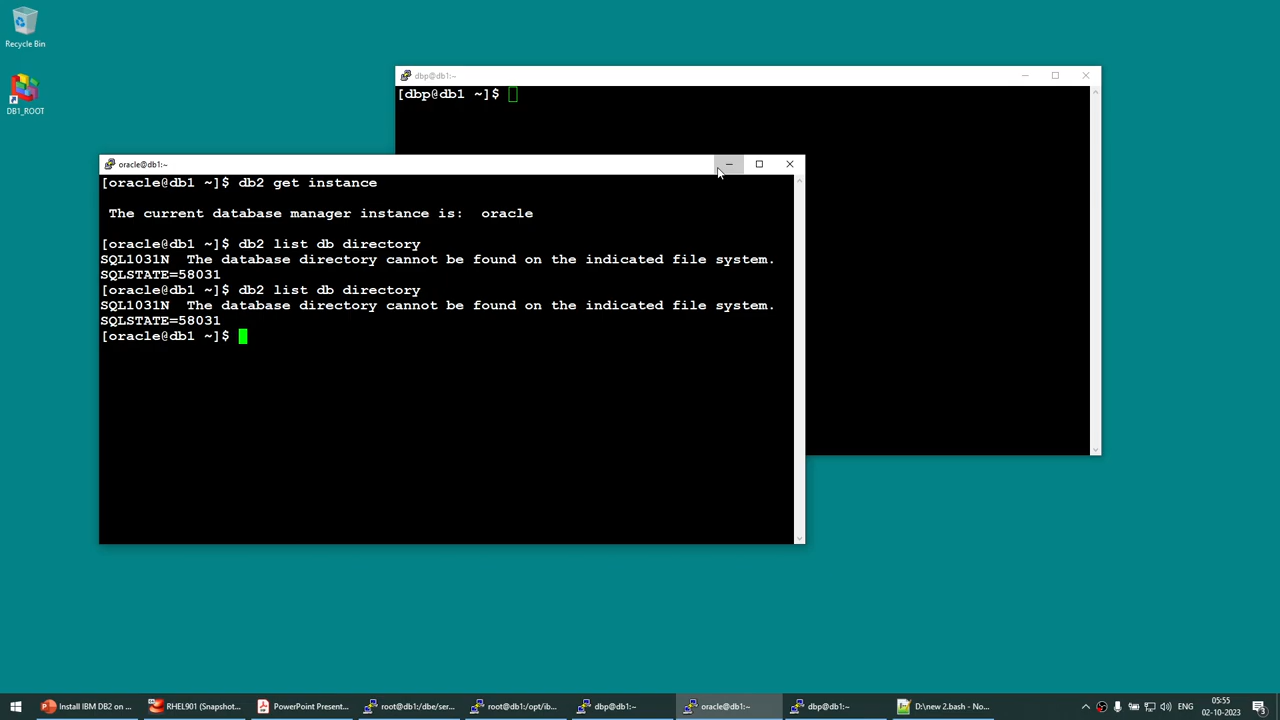 Recycle Bin
DB1_ROOT
dbp@db1:~
[dbp@db1 ~]$
oracle@db1:~
[oracle@db1 ~]$ db2 get instance
The current database manager instance is:  oracle
[oracle@db1 ~]$ db2 list db directory
SQL1031N  The database directory cannot be found on the indicated file system.
SQLSTATE=58031
[oracle@db1 ~]$ db2 list db directory
SQL1031N  The database directory cannot be found on the indicated file system.
SQLSTATE=58031
[oracle@db1 ~]$
Install IBM DB2 on ...
RHEL901 (Snapshot...
PowerPoint Present...
root@db1:/dbe/ser...
root@db1:/opt/ib...
dbp@db1:~
oracle@db1:~
dbp@db1:~
D:\new 2.bash - No...
ENG
05:55
02-10-2023
2